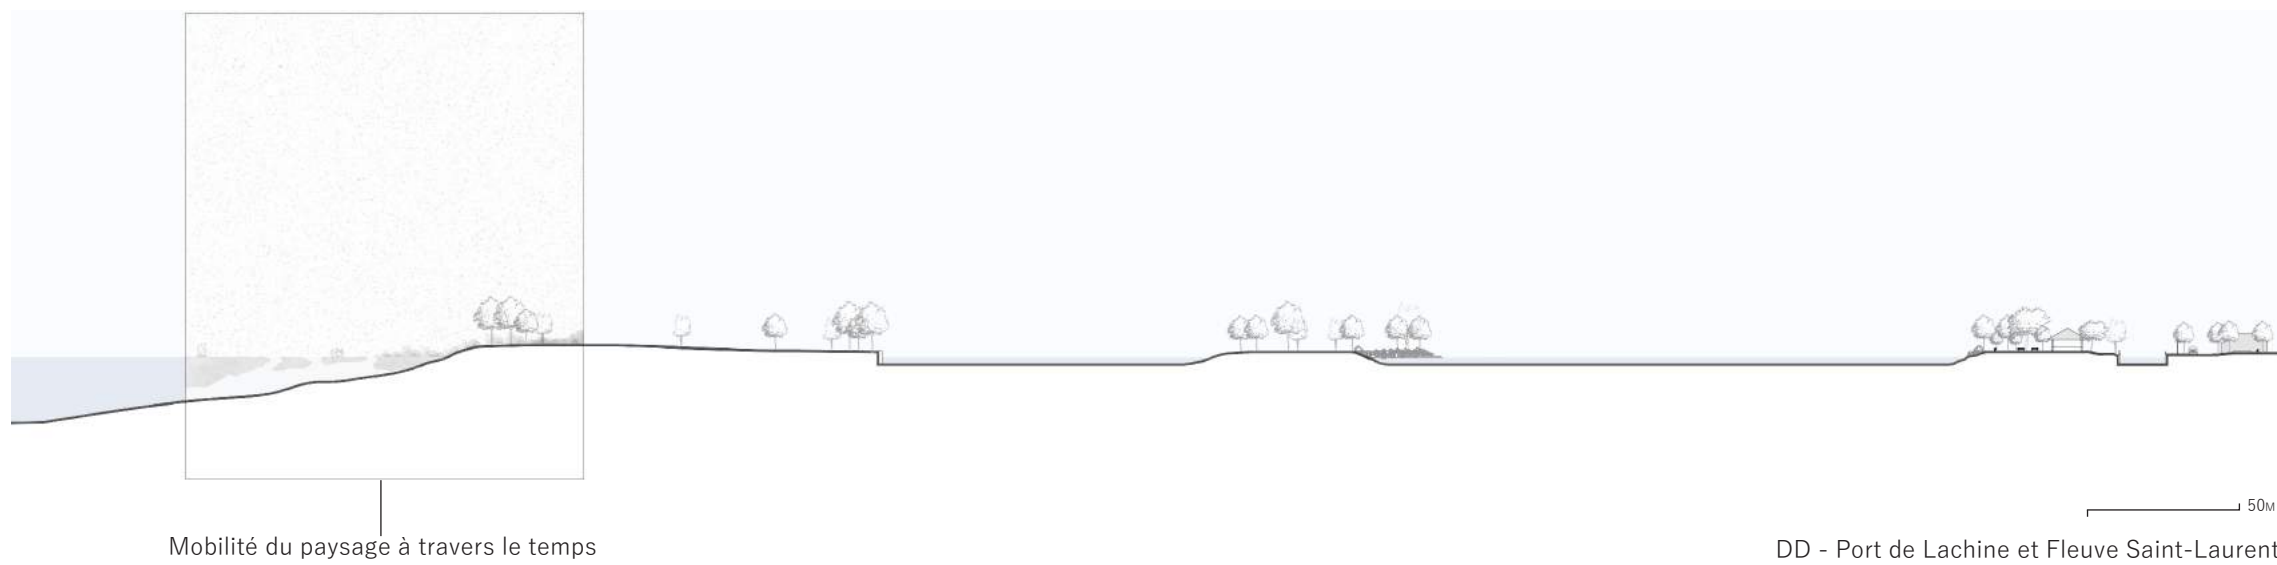 50M
Mobilité du paysage à travers le temps
DD - Port de Lachine et Fleuve Saint-Laurent